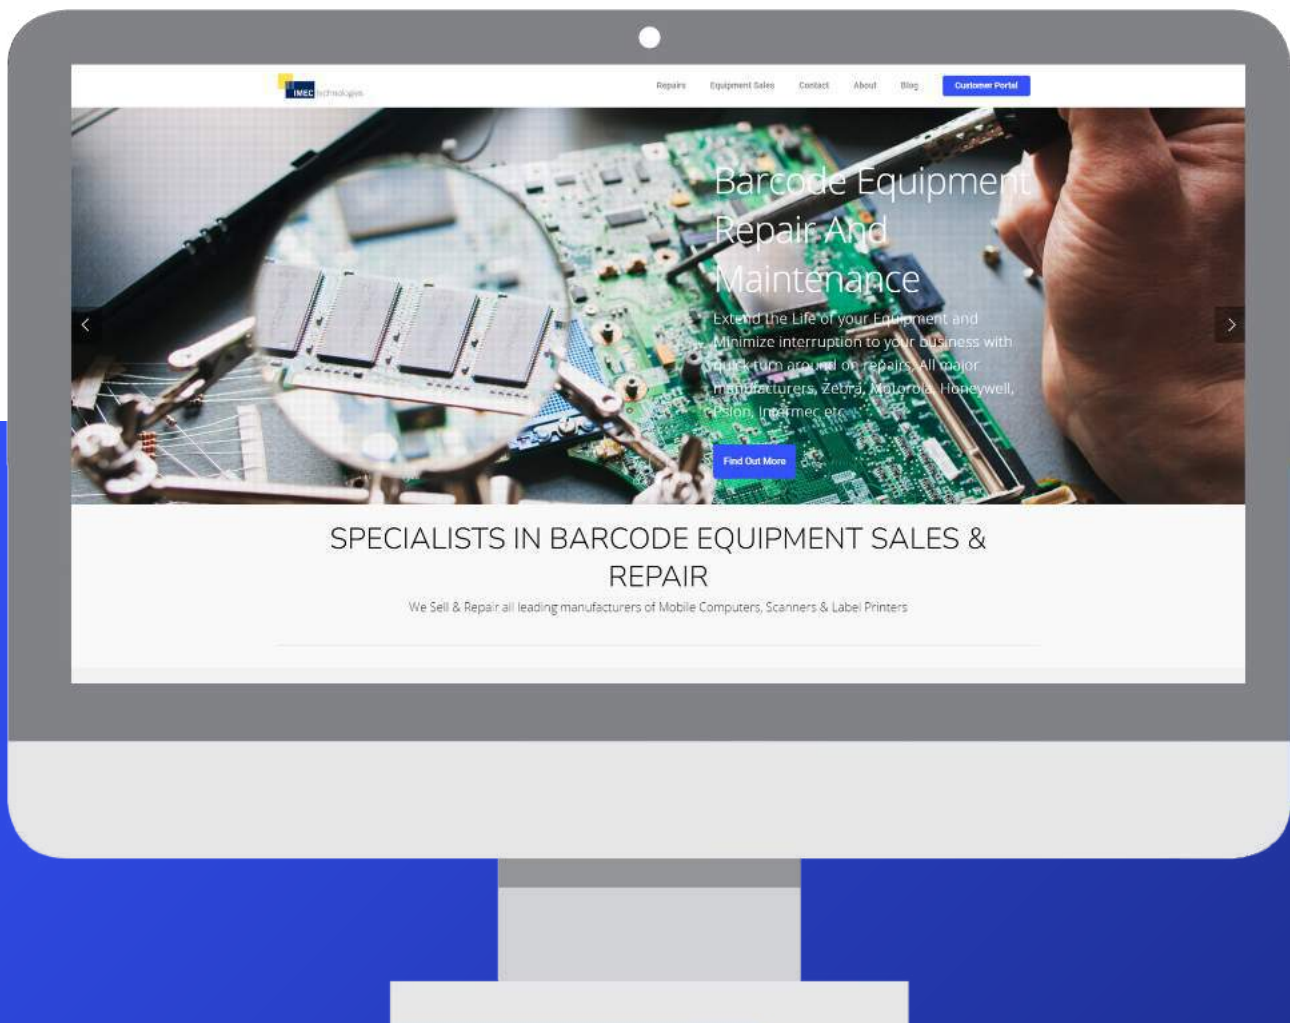 IMEC technologies
Repairs Equipment Sales Contact About Blog Customer Portal
Barcode Equipment
Repair And
Maintenance
Extend the Life of your Equipment and
Minimize interruption to your business with
quick turn around on repairs, All major
manufacturers, Zebra, Motorola, Honeywell,
Psion, Intermec etc.
Find Out More
SPECIALISTS IN BARCODE EQUIPMENT SALES &
REPAIR
We Sell & Repair all leading manufacturers of Mobile Computers, Scanners & Label Printers